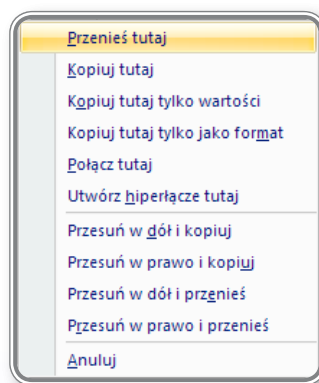 Przenieś tutaj
Kopiuj tutaj
Kopiuj tutaj tylko wartości
Kopiuj tutaj tylko jako format
Połącz tutaj
Utwórz hiperłącze tutaj
Przesuń w dół i kopiuj
Przesuń w prawo i kopiuj
Przesuń w dół i przenieś
Przesuń w prawo i przenieś
Anuluj